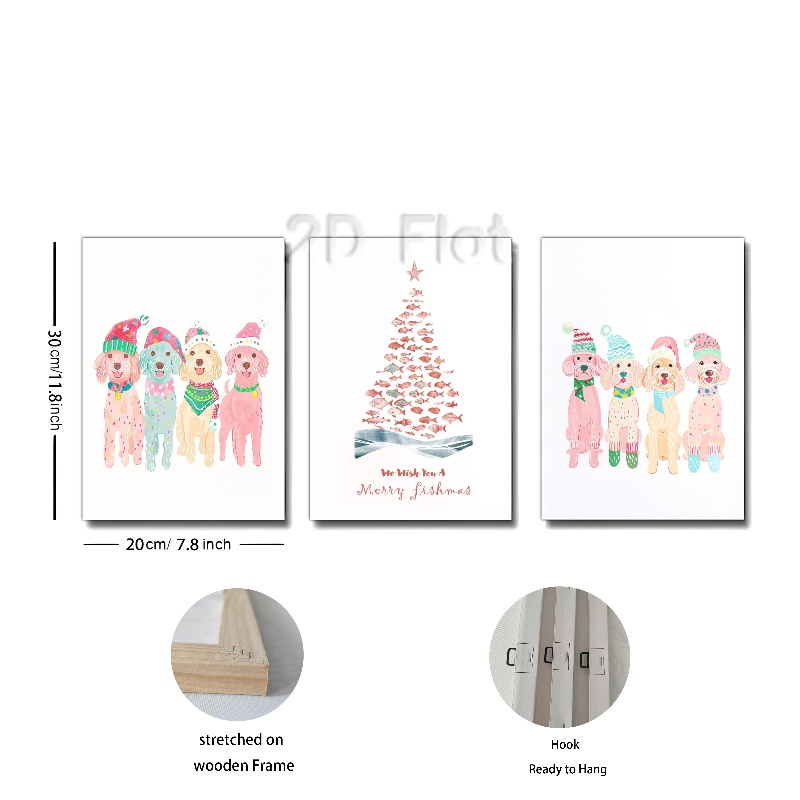 2D Flat
We Wish You A
Merry fishmas
30cm/11.8inch
20cm/ 7.8 inch
stretched on
wooden Frame
Hook
Ready to Hang